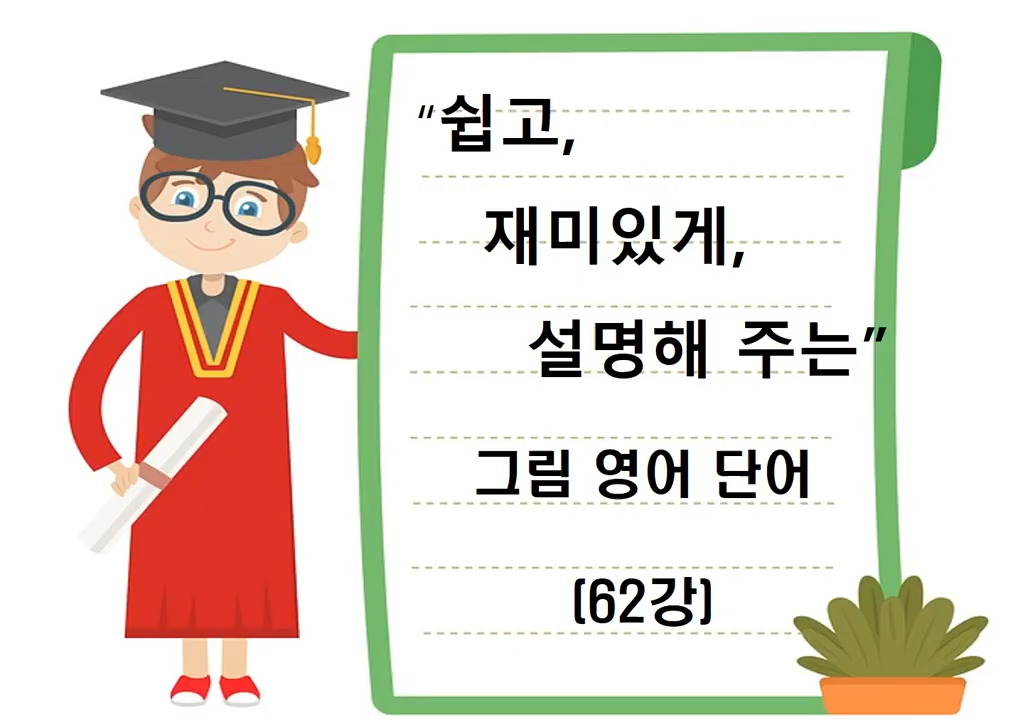 “쉽고,
재미있게,
설명해 주는”
그림 영어 단어
(62강)